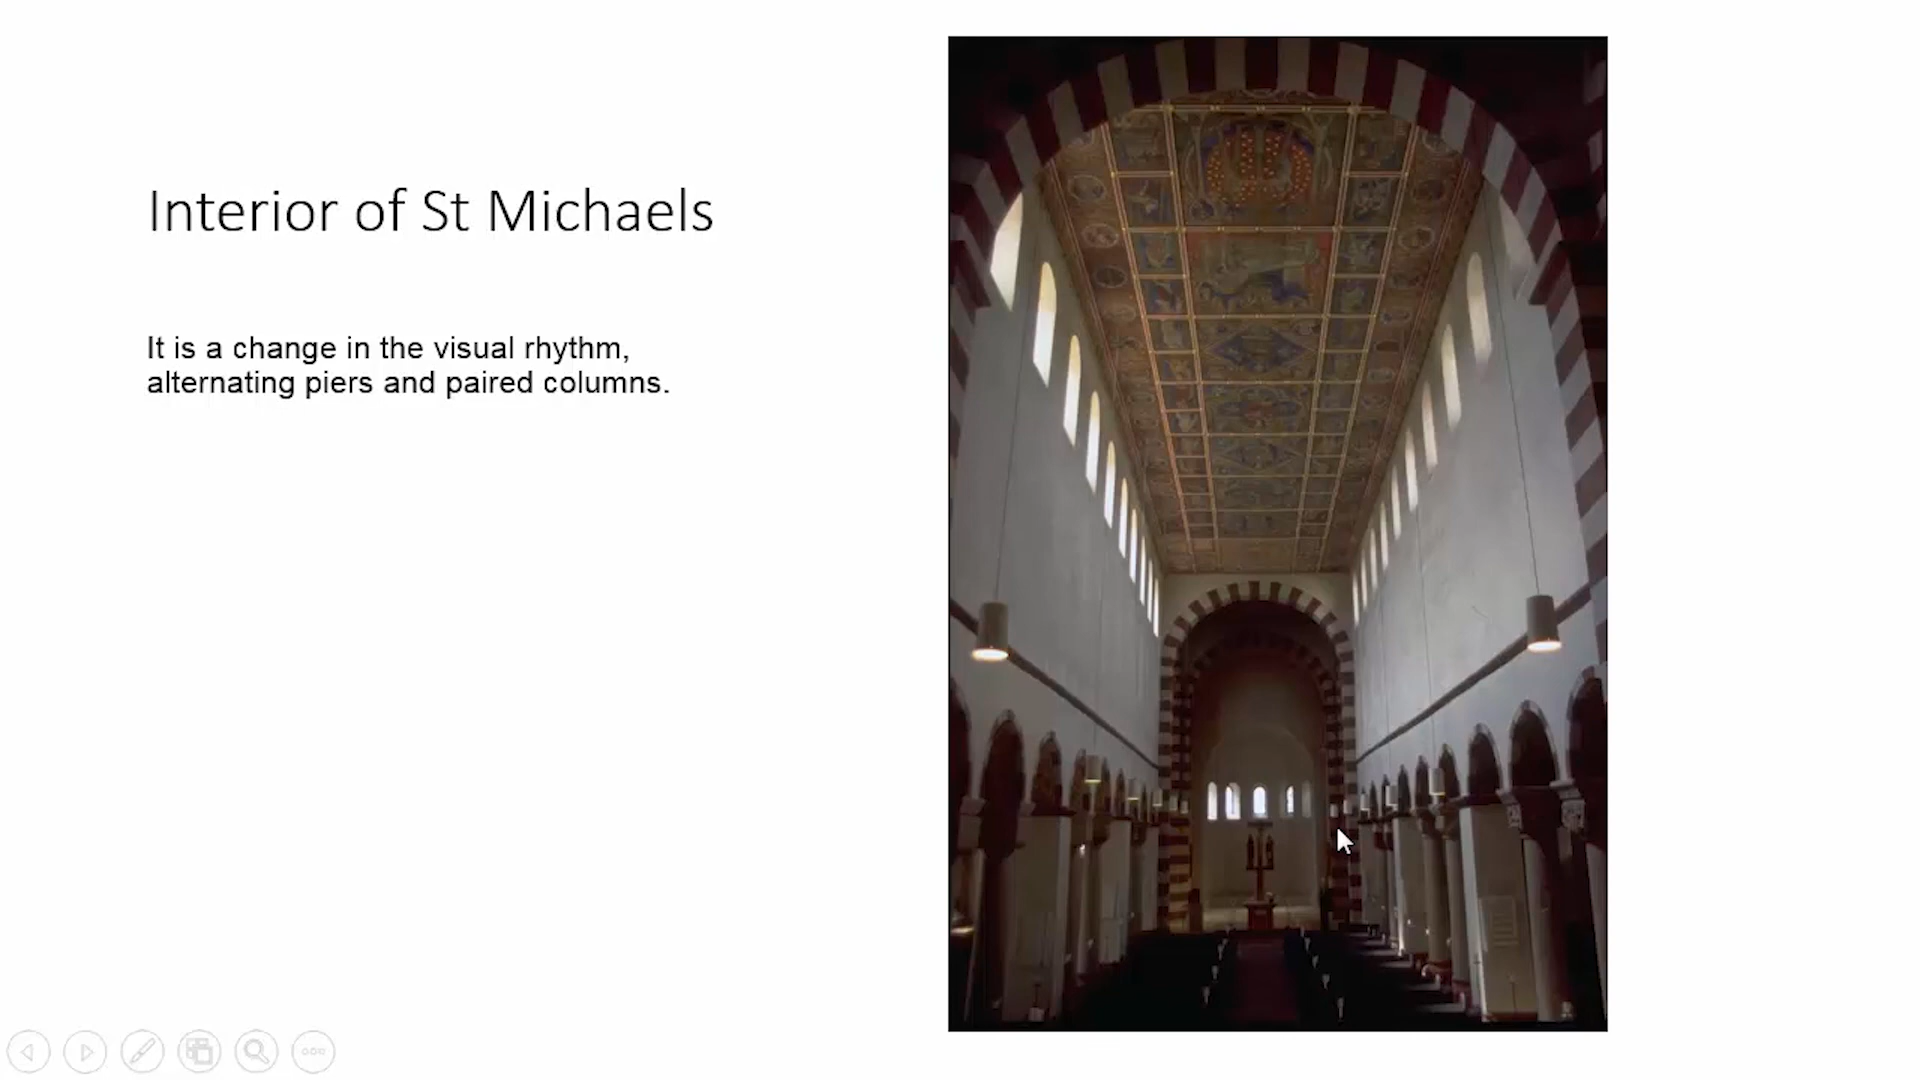 Interior of St Michaels
It is a change in the visual rhythm,
alternating piers and paired columns.